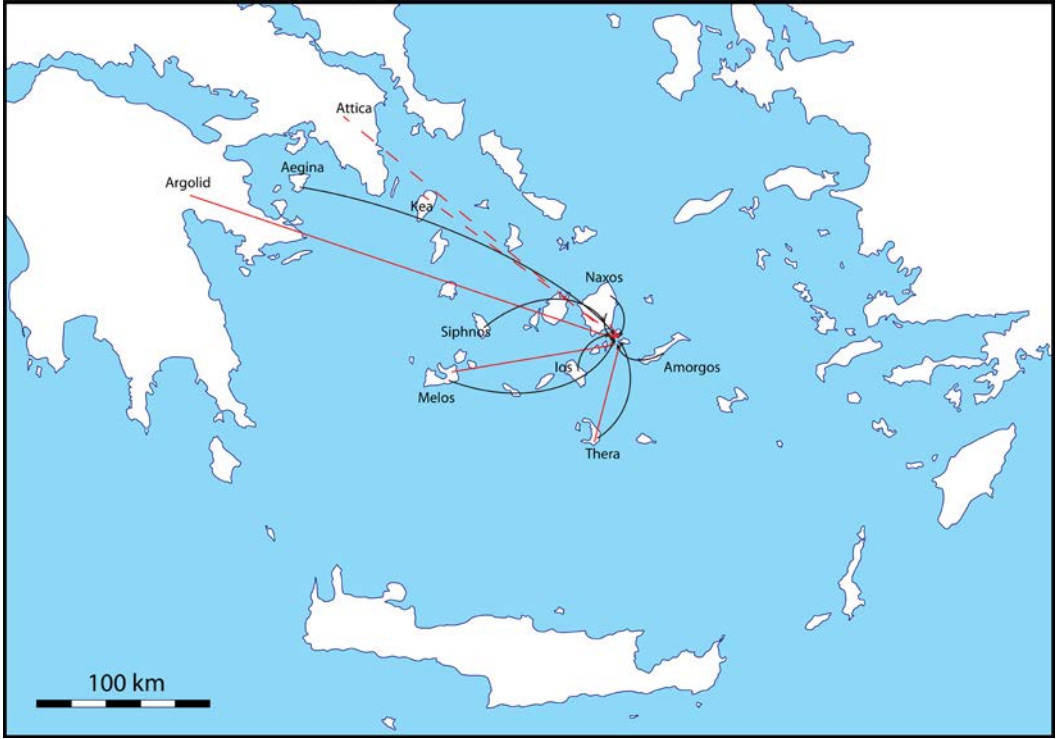 Attica
Aegina
Argolid
Kea
Naxos
Siphnos
Ios
Amorgos
Melos
Thera
100 km